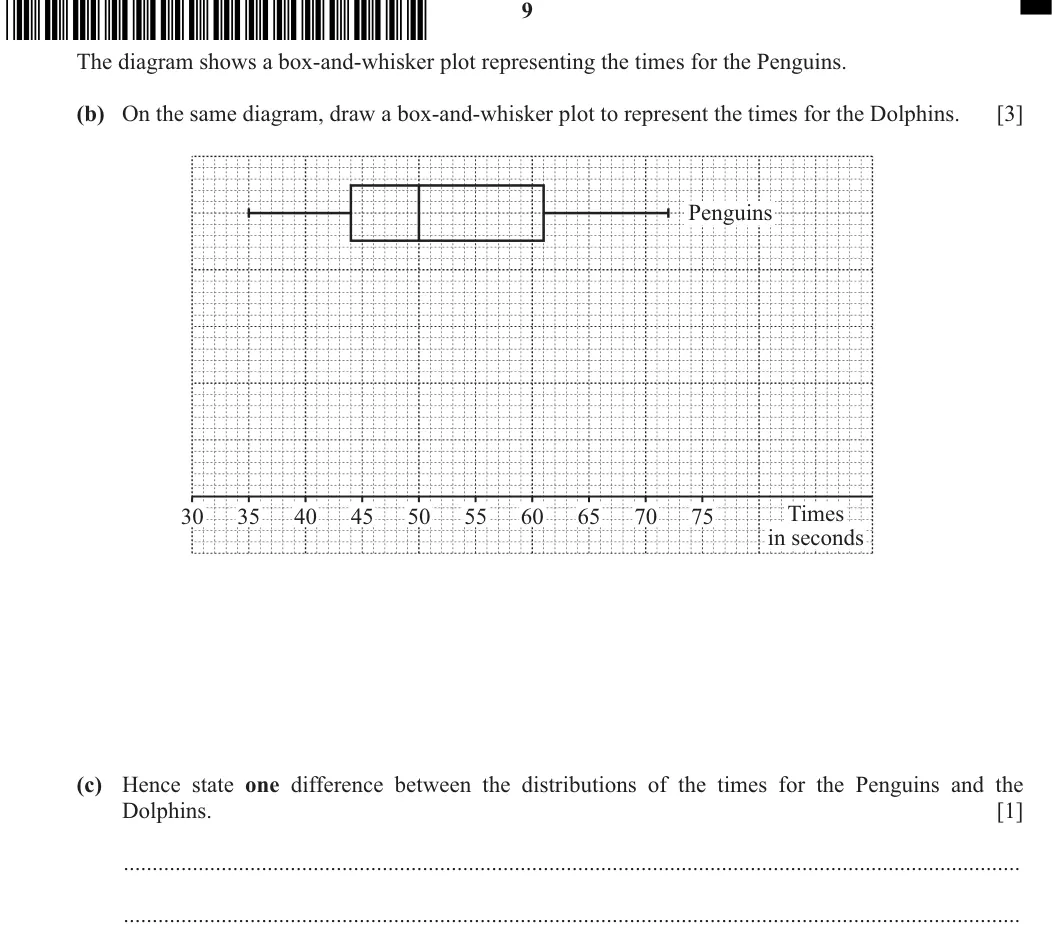 9
The diagram shows a box-and-whisker plot representing the times for the Penguins.
(b) On the same diagram, draw a box-and-whisker plot to represent the times for the Dolphins. [3]
Penguins
30 35 40 45 50 55 60 65 70 75 Times
in seconds
(c) Hence state one difference between the distributions of the times for the Penguins and the
Dolphins. [1]